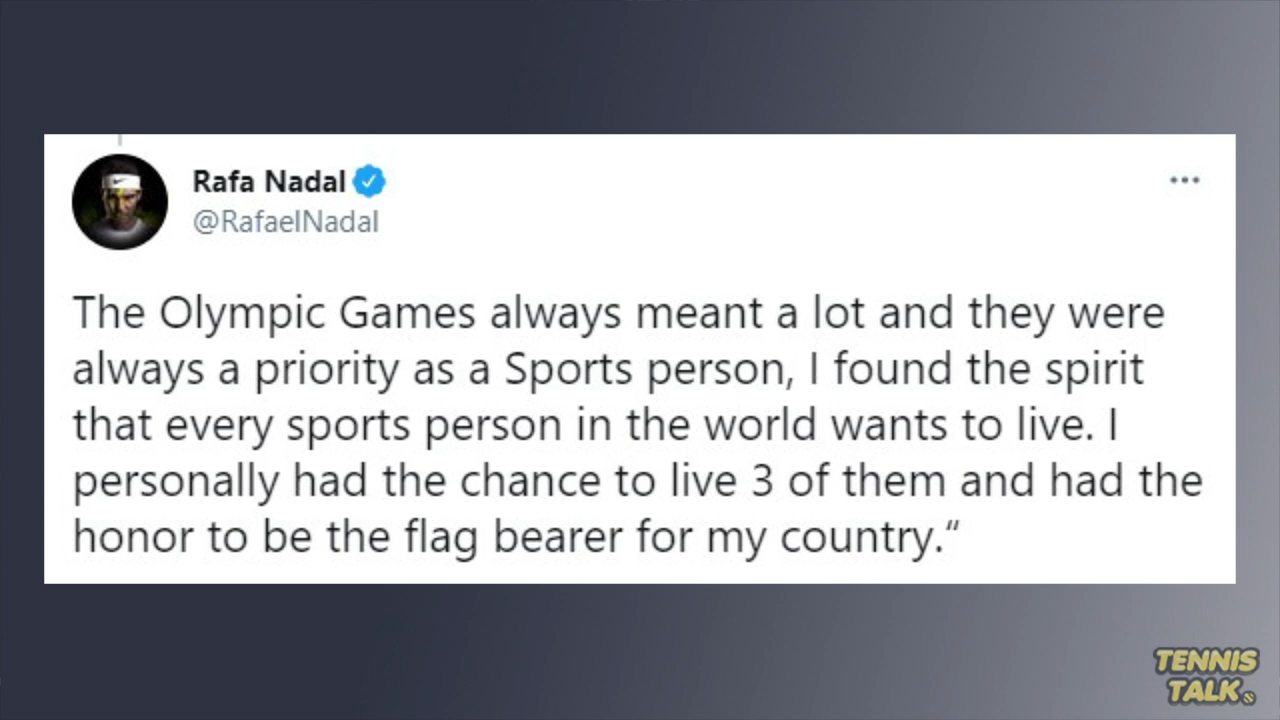 Rafa Nadal
@RafaelNadal
The Olympic Games always meant a lot and they were
always a priority as a Sports person, I found the spirit
that every sports person in the world wants to live. I
personally had the chance to live 3 of them and had the
honor to be the flag bearer for my country.“
TENNIS
TALK